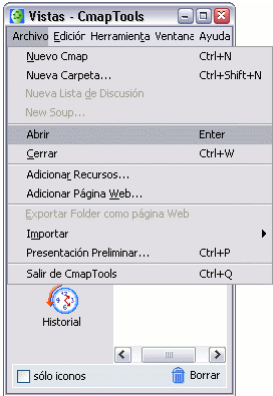 Vistas - CmapTools
Archivo Edición Herramienta Ventana Ayuda
Nuevo Cmap Ctrl+N
Nueva Carpeta... Ctrl+Shift+N
Nueva Lista de Discusión
New Soup...
Abrir Enter
Cerrar Ctrl+W
Adicionar Recursos...
Adicionar Página Web...
Exportar Folder como página Web
Importar
Presentación Preliminar... Ctrl+P
Salir de CmapTools Ctrl+Q
Historial
sólo iconos Borrar